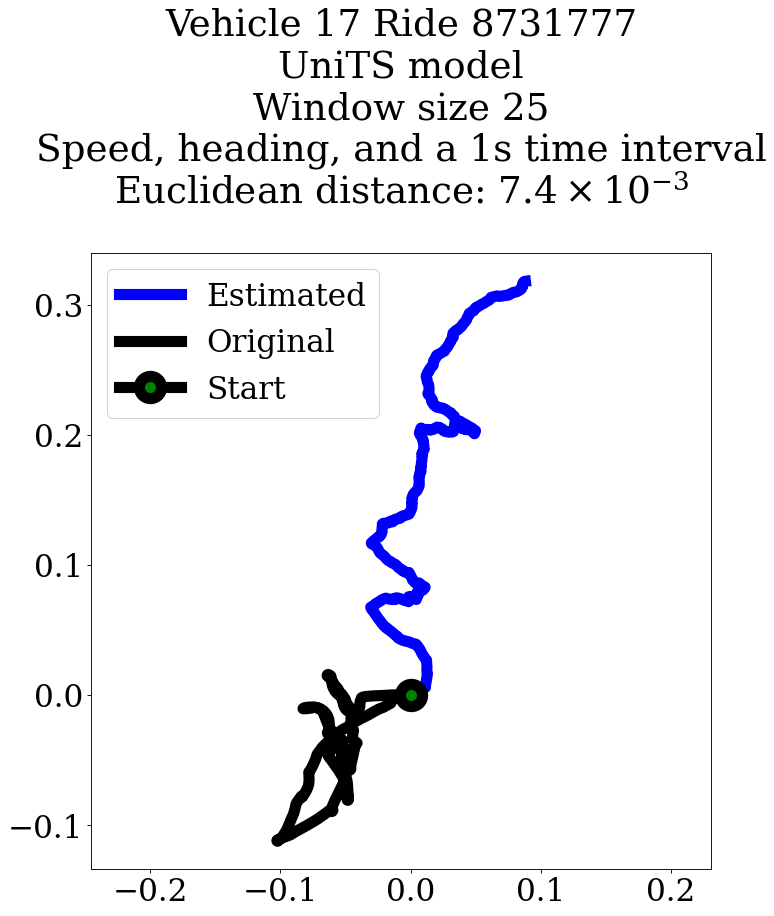 Vehicle 17 Ride 8731777
UniTS model
Window size 25
Speed, heading, and a 1s time interval
Euclidean distance: 7.4 × 10⁻³
Estimated
Original
Start
0.3
0.2
0.1
0.0
−0.1
−0.2 −0.1 0.0 0.1 0.2